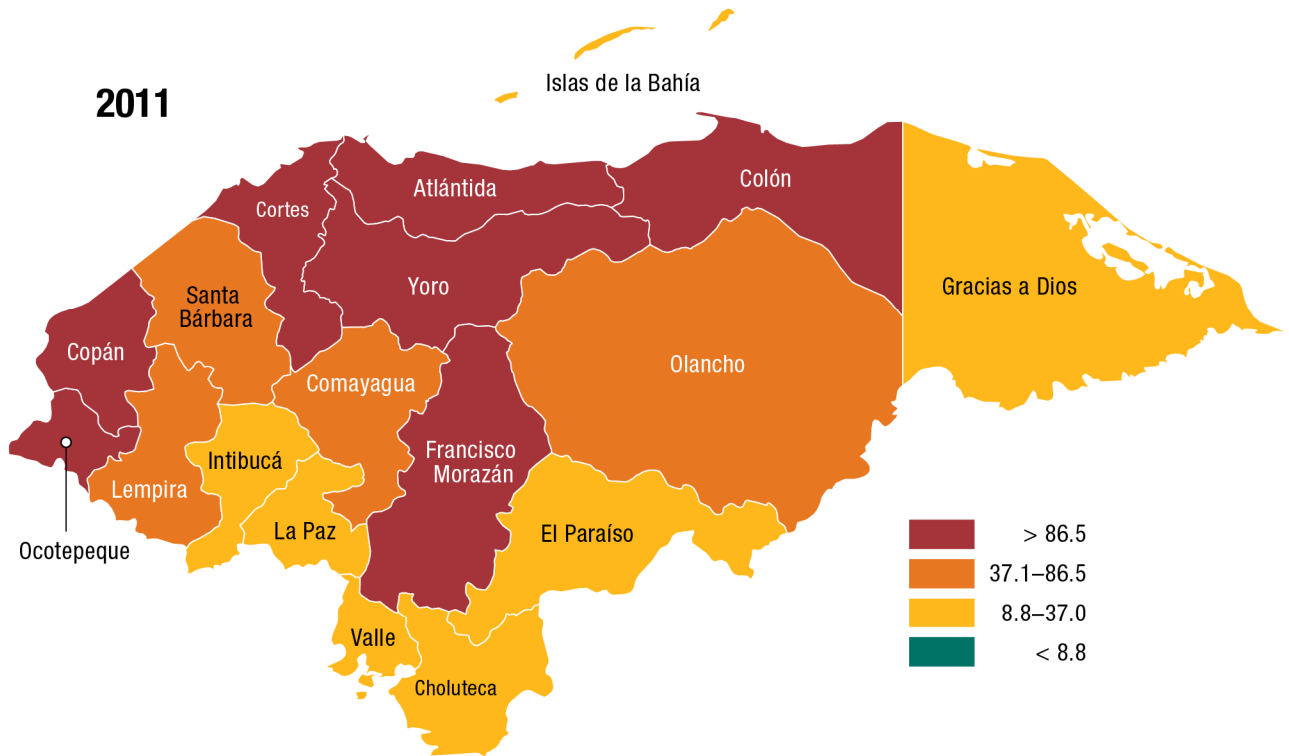 Islas de la Bahía
2011
Atlántida
Colón
Cortes
Yoro
Gracias a Dios
Santa
Bárbara
Copán
Olancho
Comayagua
Francisco
Morazán
Intibucá
Lempira
La Paz
El Paraíso
Ocotepeque
Valle
Choluteca
> 86.5
37.1–86.5
8.8–37.0
< 8.8